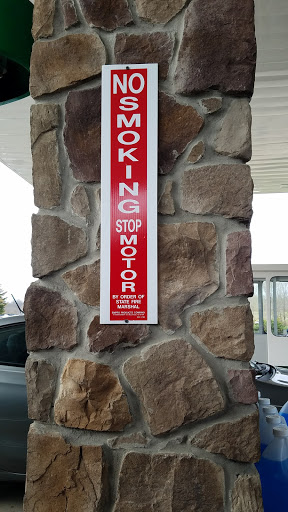 NO
SMOKING
STOP
MOTOR
BY ORDER OF
STATE FIRE
MARSHAL